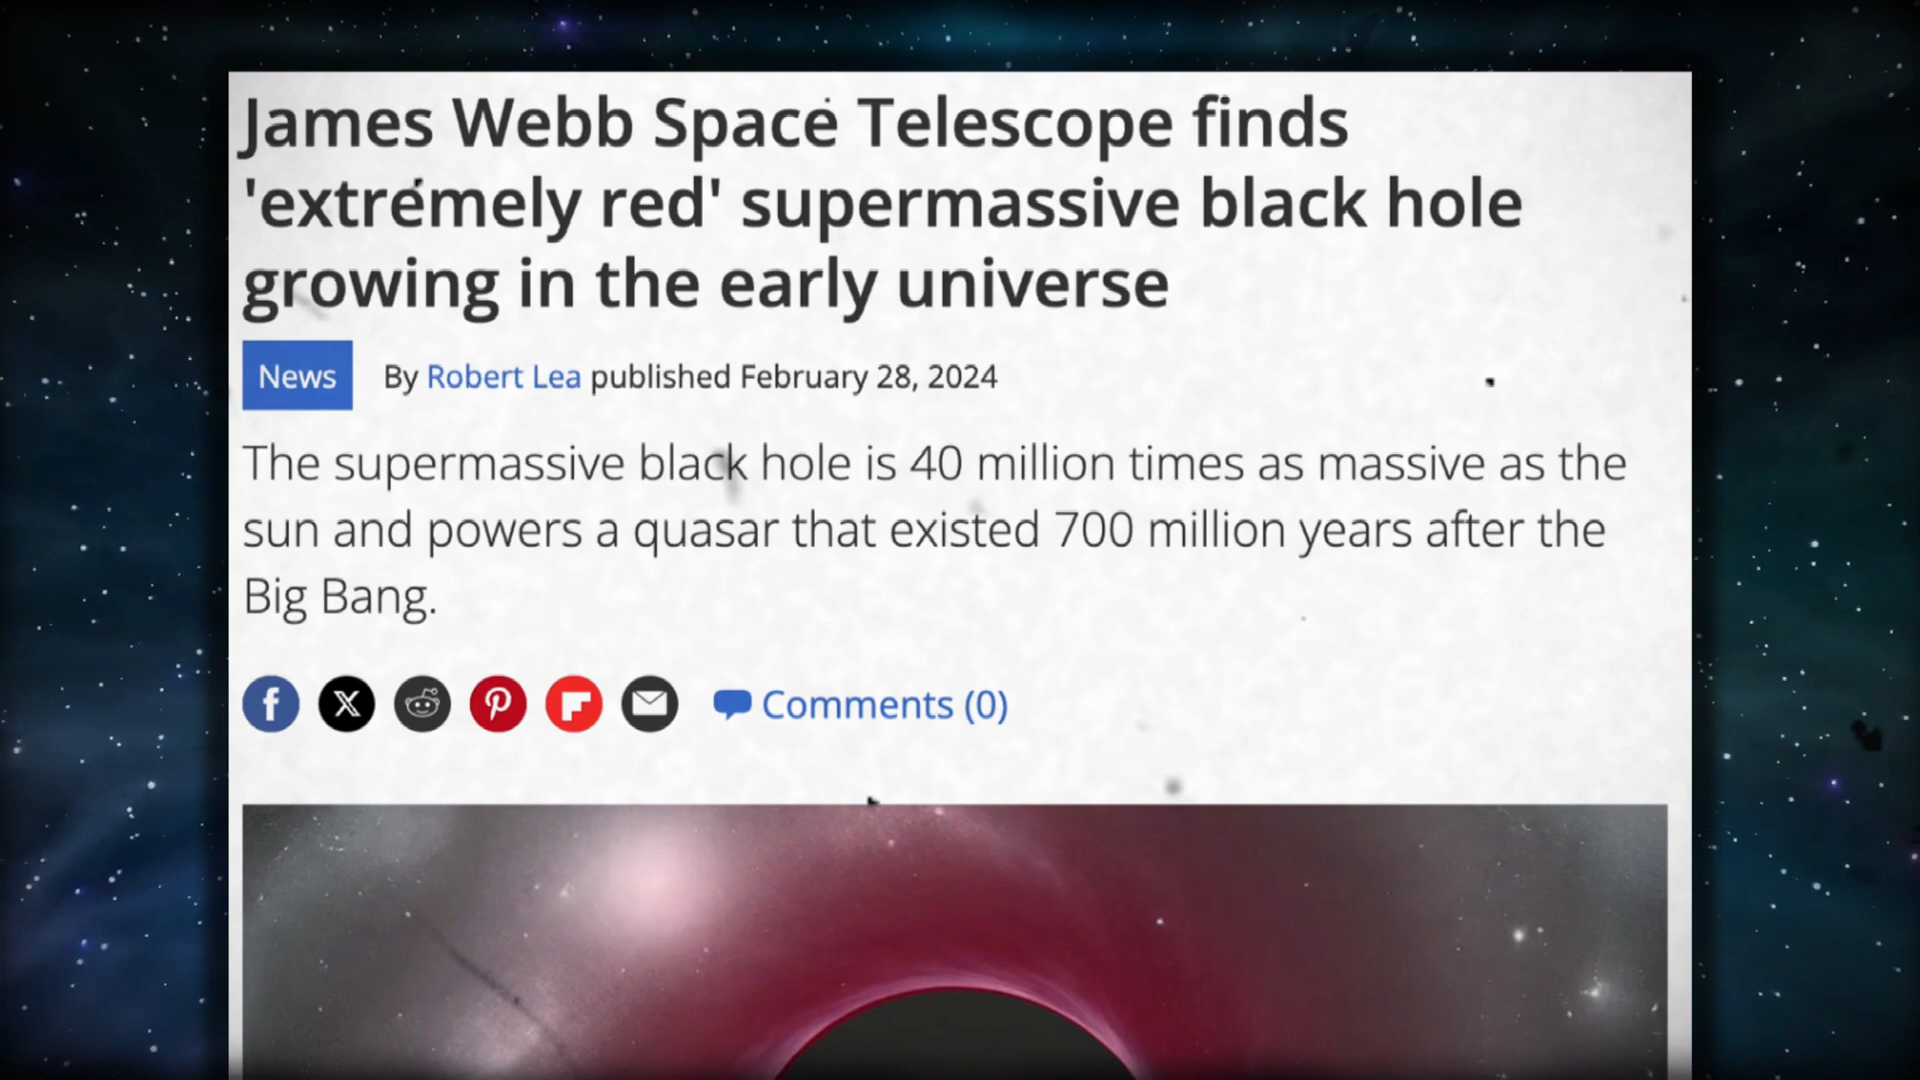 James Webb Space Telescope finds
'extremely red' supermassive black hole
growing in the early universe
News By Robert Lea published February 28, 2024
The supermassive black hole is 40 million times as massive as the
sun and powers a quasar that existed 700 million years after the
Big Bang.
Comments (0)